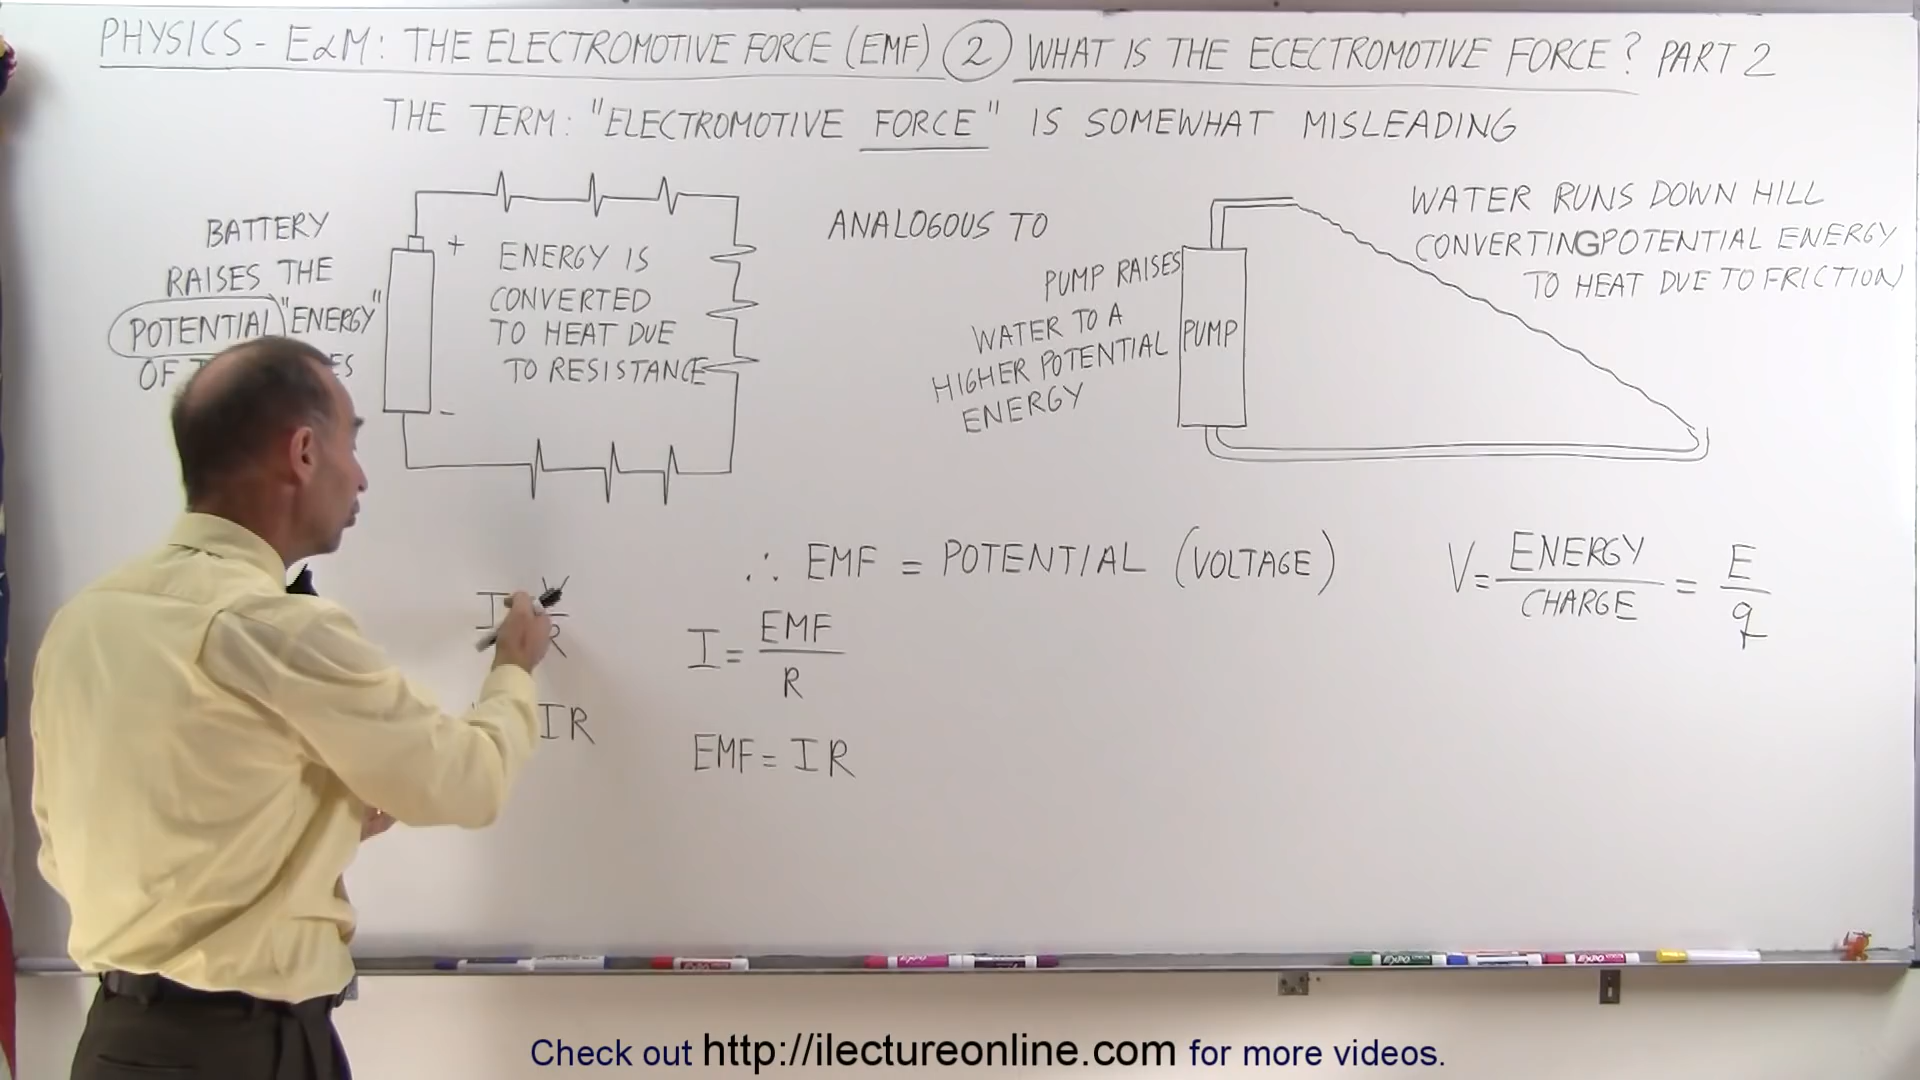 PHYSICS - E&M: THE ELECTROMOTIVE FORCE (EMF) 2 WHAT IS THE ECECTROMOTIVE FORCE? PART 2
THE TERM: "ELECTROMOTIVE FORCE" IS SOMEWHAT MISLEADING
BATTERY
RAISES THE
POTENTIAL "ENERGY"
OF
+
-
ENERGY IS
CONVERTED
TO HEAT DUE
TO RESISTANCE
ANALOGOUS TO
PUMP RAISES
WATER TO A
HIGHER POTENTIAL
ENERGY
PUMP
WATER RUNS DOWN HILL
CONVERTING POTENTIAL ENERGY
TO HEAT DUE TO FRICTION
∴ EMF = POTENTIAL (VOLTAGE)
V = ENERGY / CHARGE = E / q
I V / R
I = EMF / R
IR
EMF = IR
Check out http://ilectureonline.com for more videos.